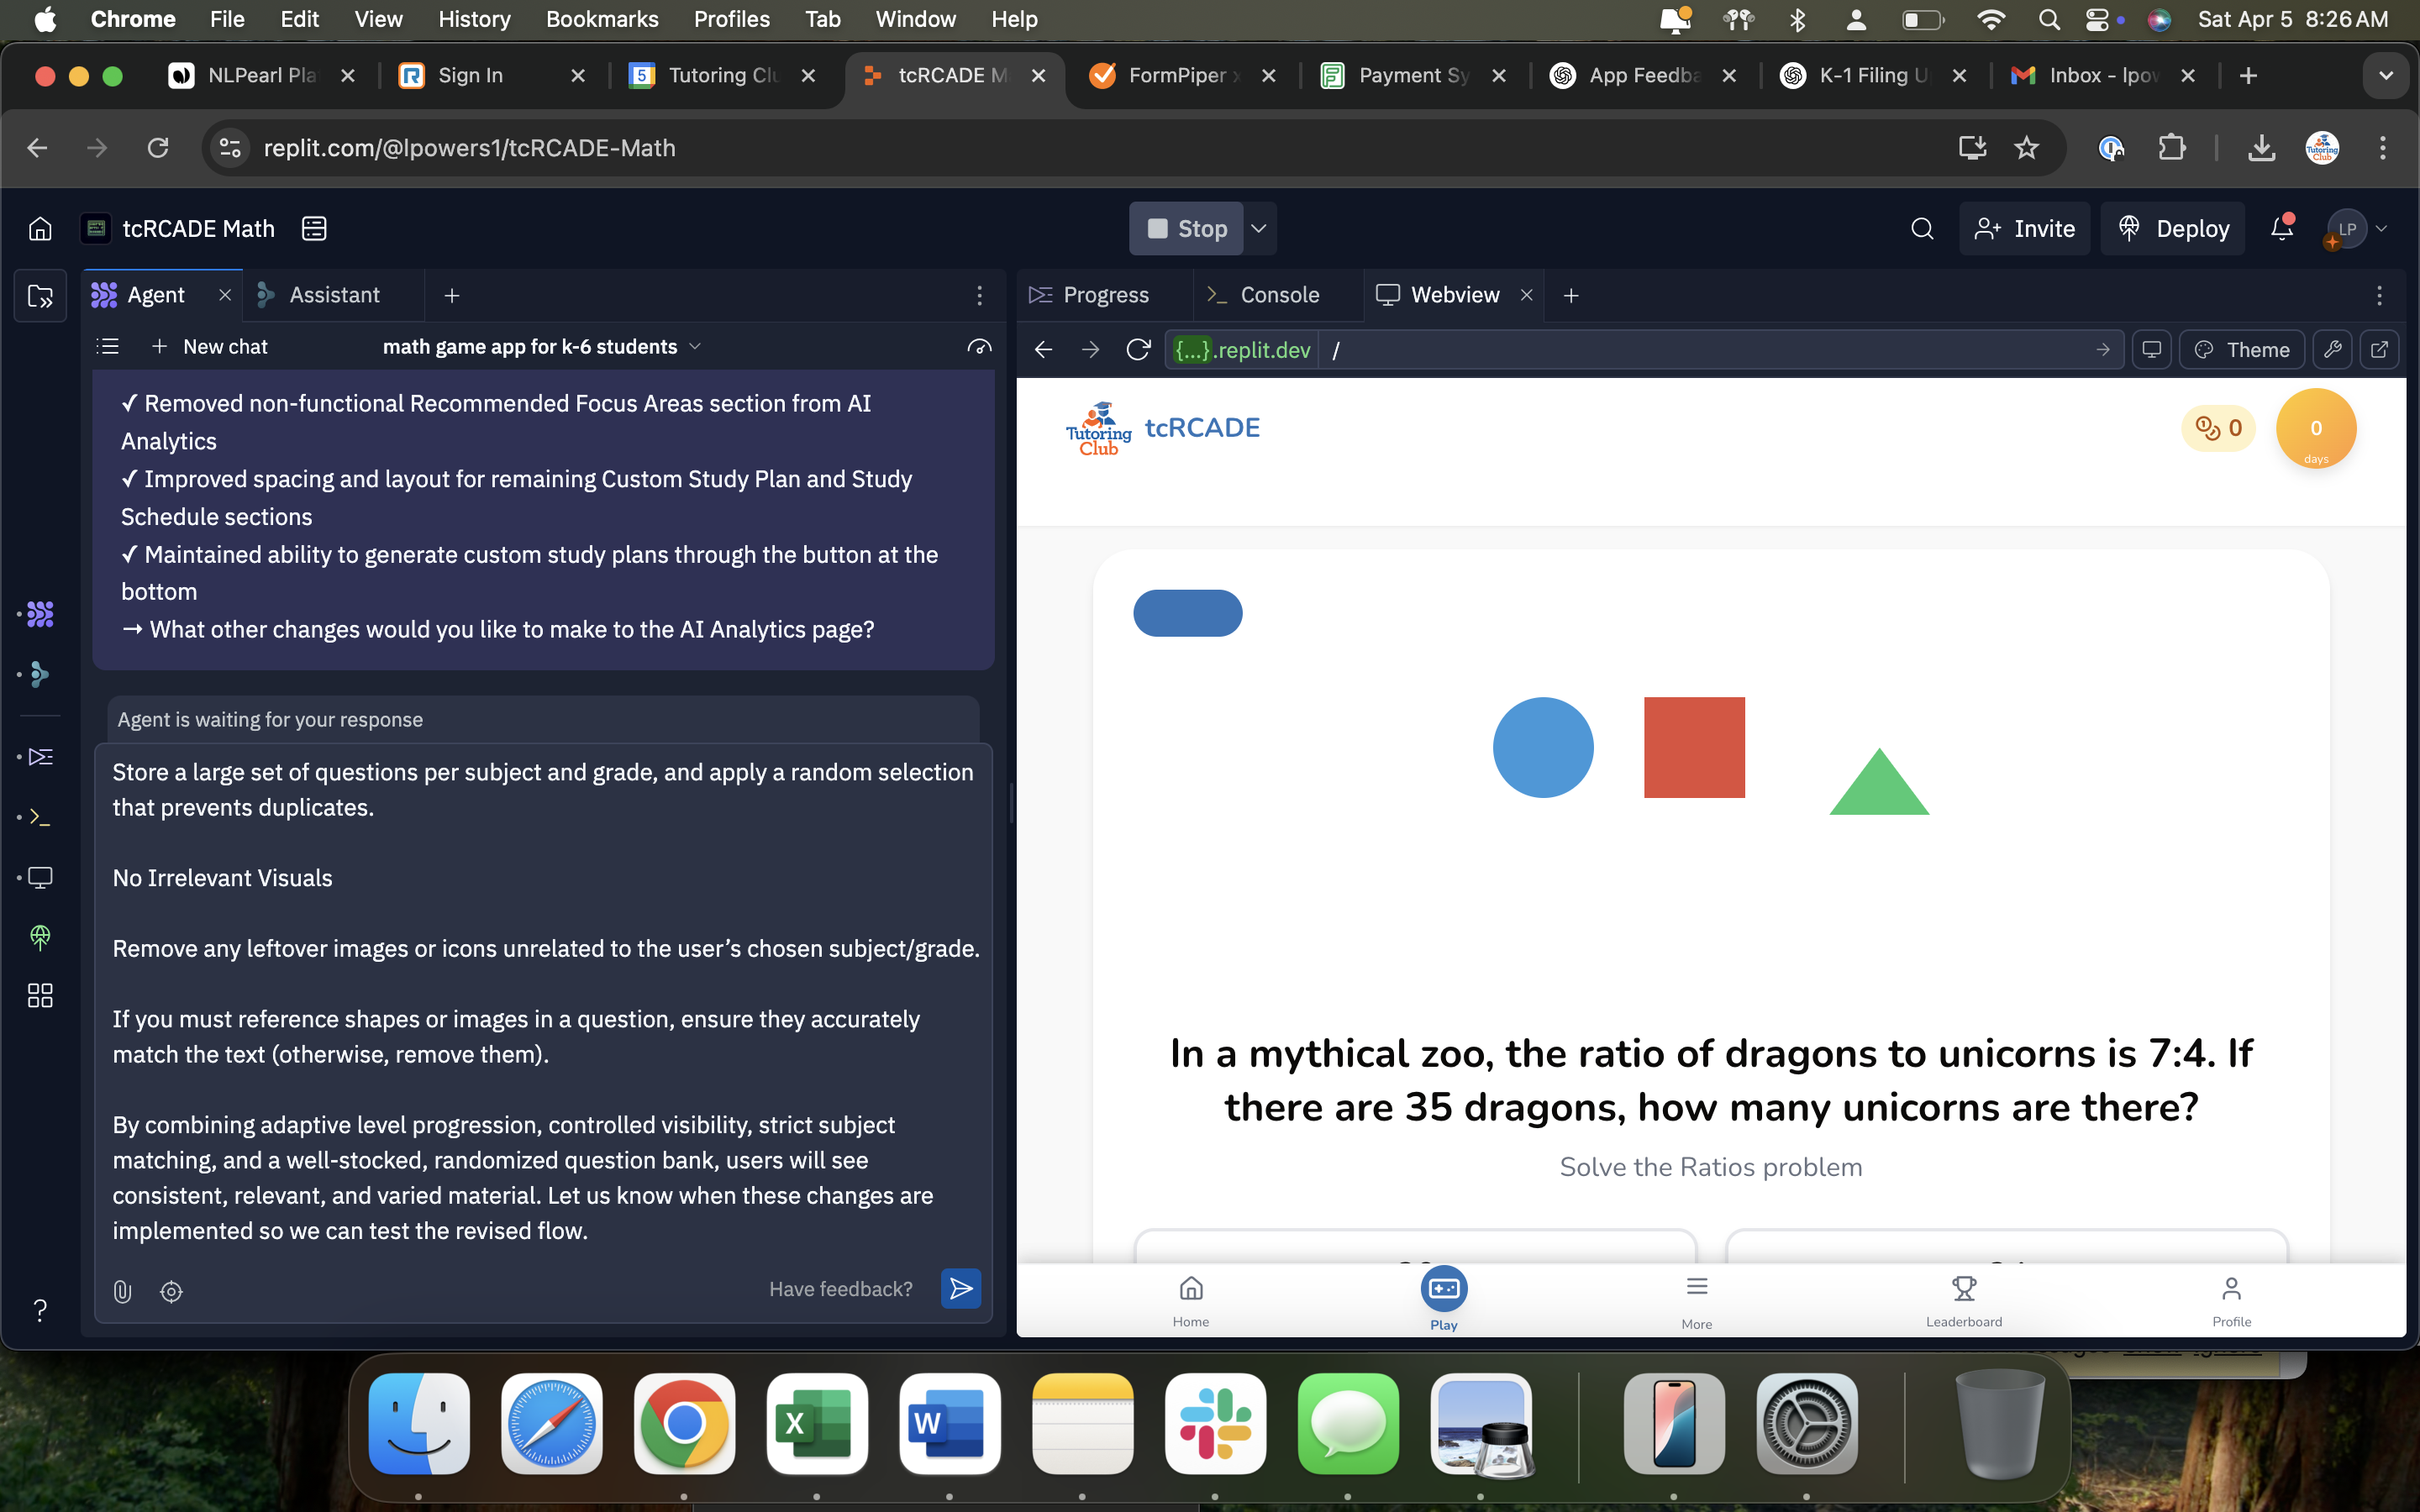 Chrome File Edit View History Bookmarks Profiles Tab Window Help Sat Apr 5 8:26 AM
NLPearl Pla Sign In 5 Tutoring Clu tcRCADE M FormPiper x Payment Sy App Feedba K-1 Filing U Inbox - lpow
replit.com/@lpowers1/tcRCADE-Math Tutoring Club
tcRCADE Math Stop Invite Deploy LP
Agent Assistant
New chat math game app for k-6 students
✓ Removed non-functional Recommended Focus Areas section from AI
Analytics
✓ Improved spacing and layout for remaining Custom Study Plan and Study
Schedule sections
✓ Maintained ability to generate custom study plans through the button at the
bottom
→ What other changes would you like to make to the AI Analytics page?
Agent is waiting for your response
Store a large set of questions per subject and grade, and apply a random selection
that prevents duplicates.
No Irrelevant Visuals
Remove any leftover images or icons unrelated to the user’s chosen subject/grade.
If you must reference shapes or images in a question, ensure they accurately
match the text (otherwise, remove them).
By combining adaptive level progression, controlled visibility, strict subject
matching, and a well-stocked, randomized question bank, users will see
consistent, relevant, and varied material. Let us know when these changes are
implemented so we can test the revised flow.
Have feedback?
?
Progress Console Webview
{...}.replit.dev / Theme
Tutoring Club tcRCADE 0 0
days
In a mythical zoo, the ratio of dragons to unicorns is 7:4. If
there are 35 dragons, how many unicorns are there?
Solve the Ratios problem
Home Play More Leaderboard Profile
X W